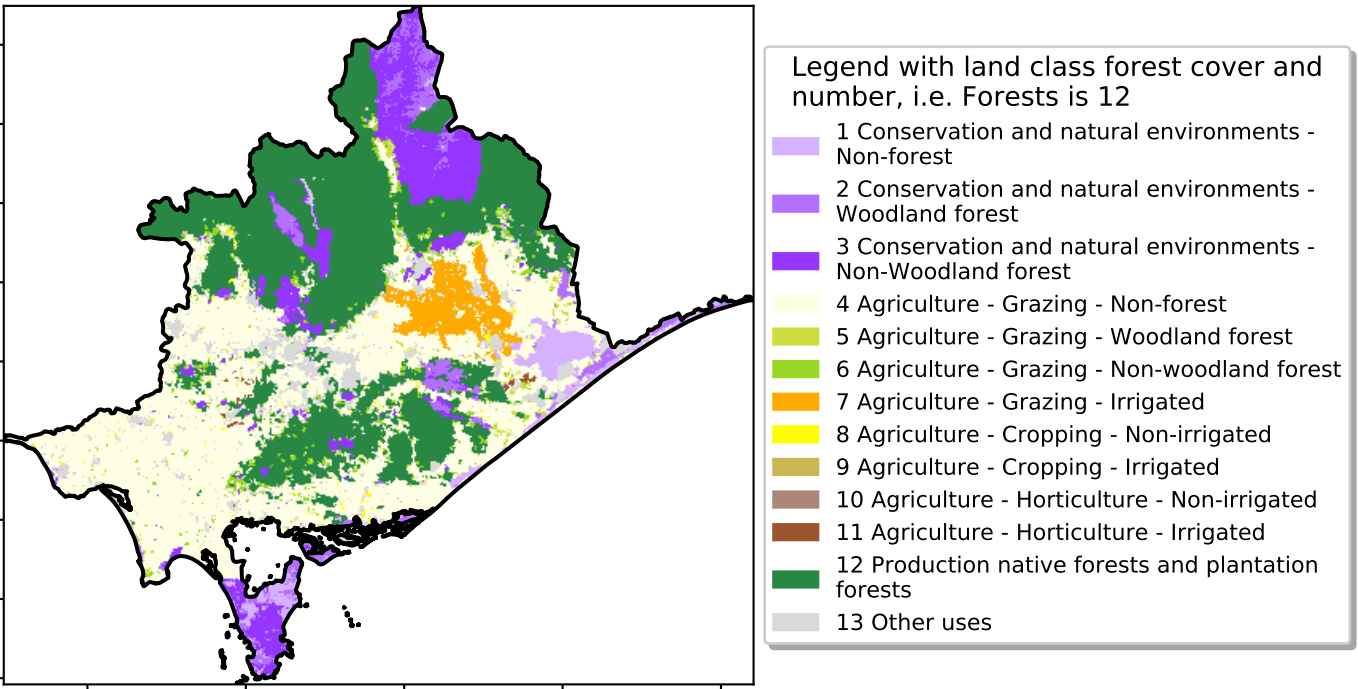 Legend with land class forest cover and
number, i.e. Forests is 12
1 Conservation and natural environments -
Non-forest
2 Conservation and natural environments -
Woodland forest
3 Conservation and natural environments -
Non-Woodland forest
4 Agriculture - Grazing - Non-forest
5 Agriculture - Grazing - Woodland forest
6 Agriculture - Grazing - Non-woodland forest
7 Agriculture - Grazing - Irrigated
8 Agriculture - Cropping - Non-irrigated
9 Agriculture - Cropping - Irrigated
10 Agriculture - Horticulture - Non-irrigated
11 Agriculture - Horticulture - Irrigated
12 Production native forests and plantation
forests
13 Other uses